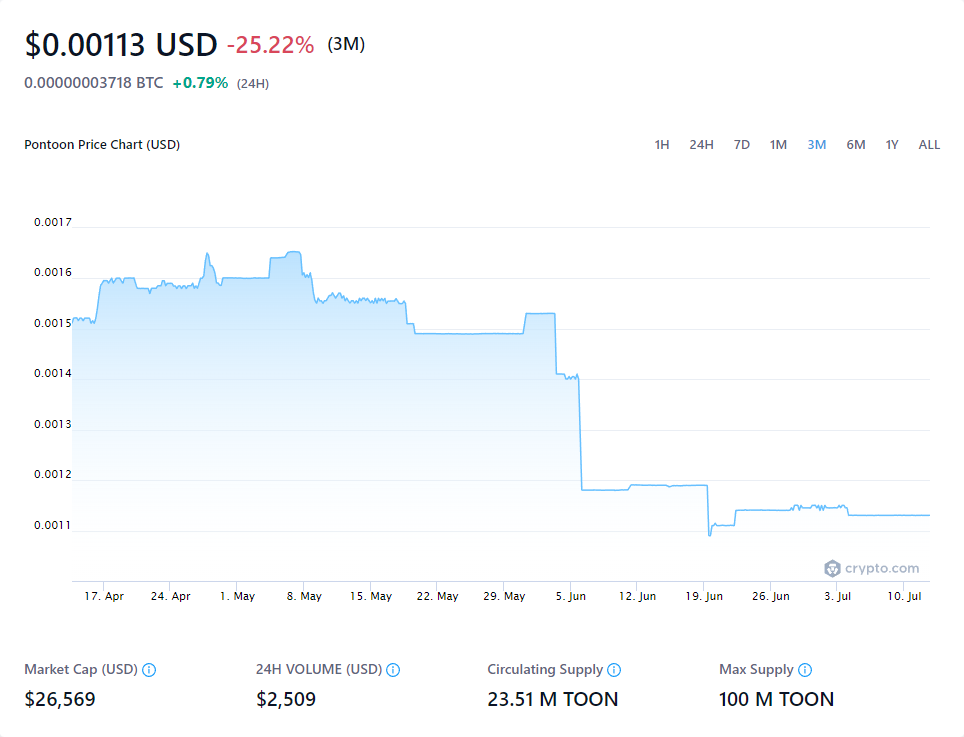 $0.00113 USD -25.22% (3M)
0.00000003718 BTC +0.79% (24H)
Pontoon Price Chart (USD) 1H 24H 7D 1M 3M 6M 1Y ALL
0.0017
0.0016
0.0015
0.0014
0.0013
0.0012
0.0011
crypto.com
17. Apr 24. Apr 1. May 8. May 15. May 22. May 29. May 5. Jun 12. Jun 19. Jun 26. Jun 3. Jul 10. Jul
Market Cap (USD) 24H VOLUME (USD) Circulating Supply Max Supply
$26,569 $2,509 23.51 M TOON 100 M TOON